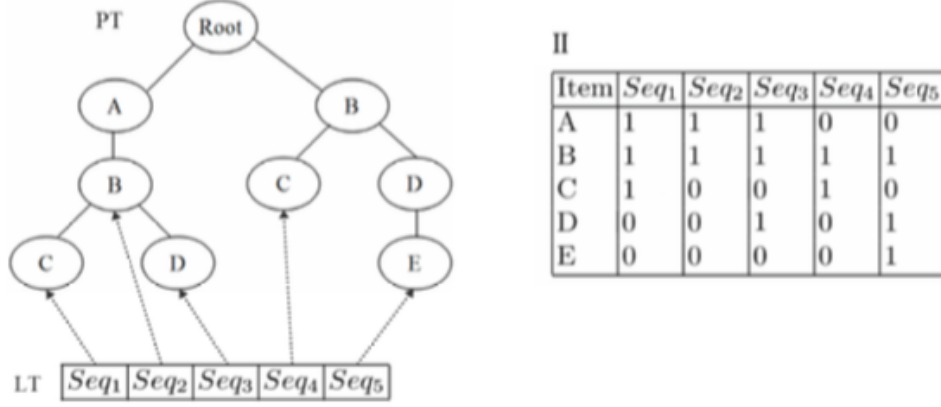 PT
Root
A
B
B
C
D
C
D
E
LT Seq1 Seq2 Seq3 Seq4 Seq5
II
Item Seq1 Seq2 Seq3 Seq4 Seq5
A 1 1 1 0 0
B 1 1 1 1 1
C 1 0 0 1 0
D 0 0 1 0 1
E 0 0 0 0 1